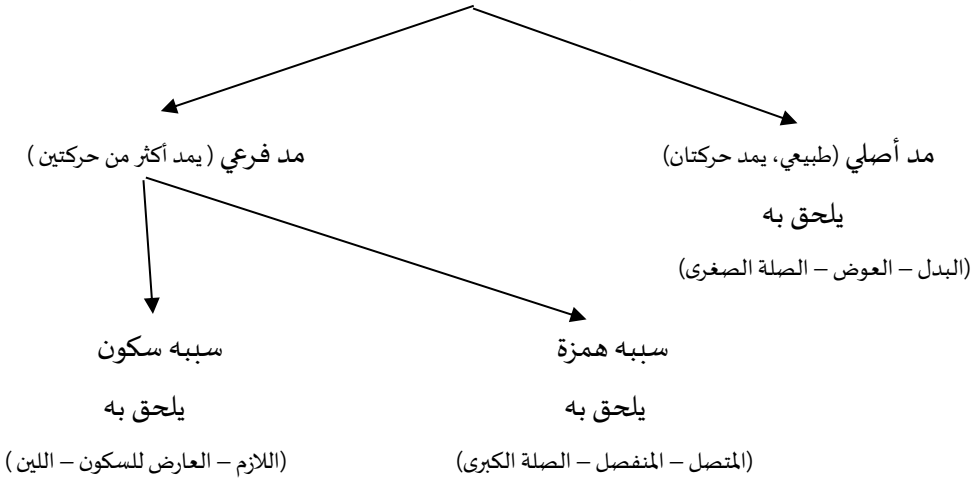 مد أصلي (طبيعي، يمد حركتان)
يلحق به
(البدل – العوض – الصلة الصغرى)
مد فرعي ( يمد أكثر من حركتين )
سببه همزة
يلحق به
(المتصل – المنفصل – الصلة الكبرى)
سببه سكون
يلحق به
(اللازم – العارض للسكون – اللين )